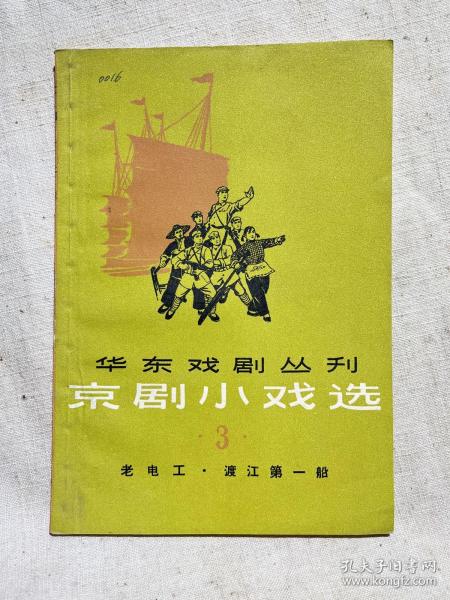 0016
华东戏剧丛刊
京剧小戏选
·3·
老电工·渡江第一船
孔夫子旧书网
www.kongfz.com